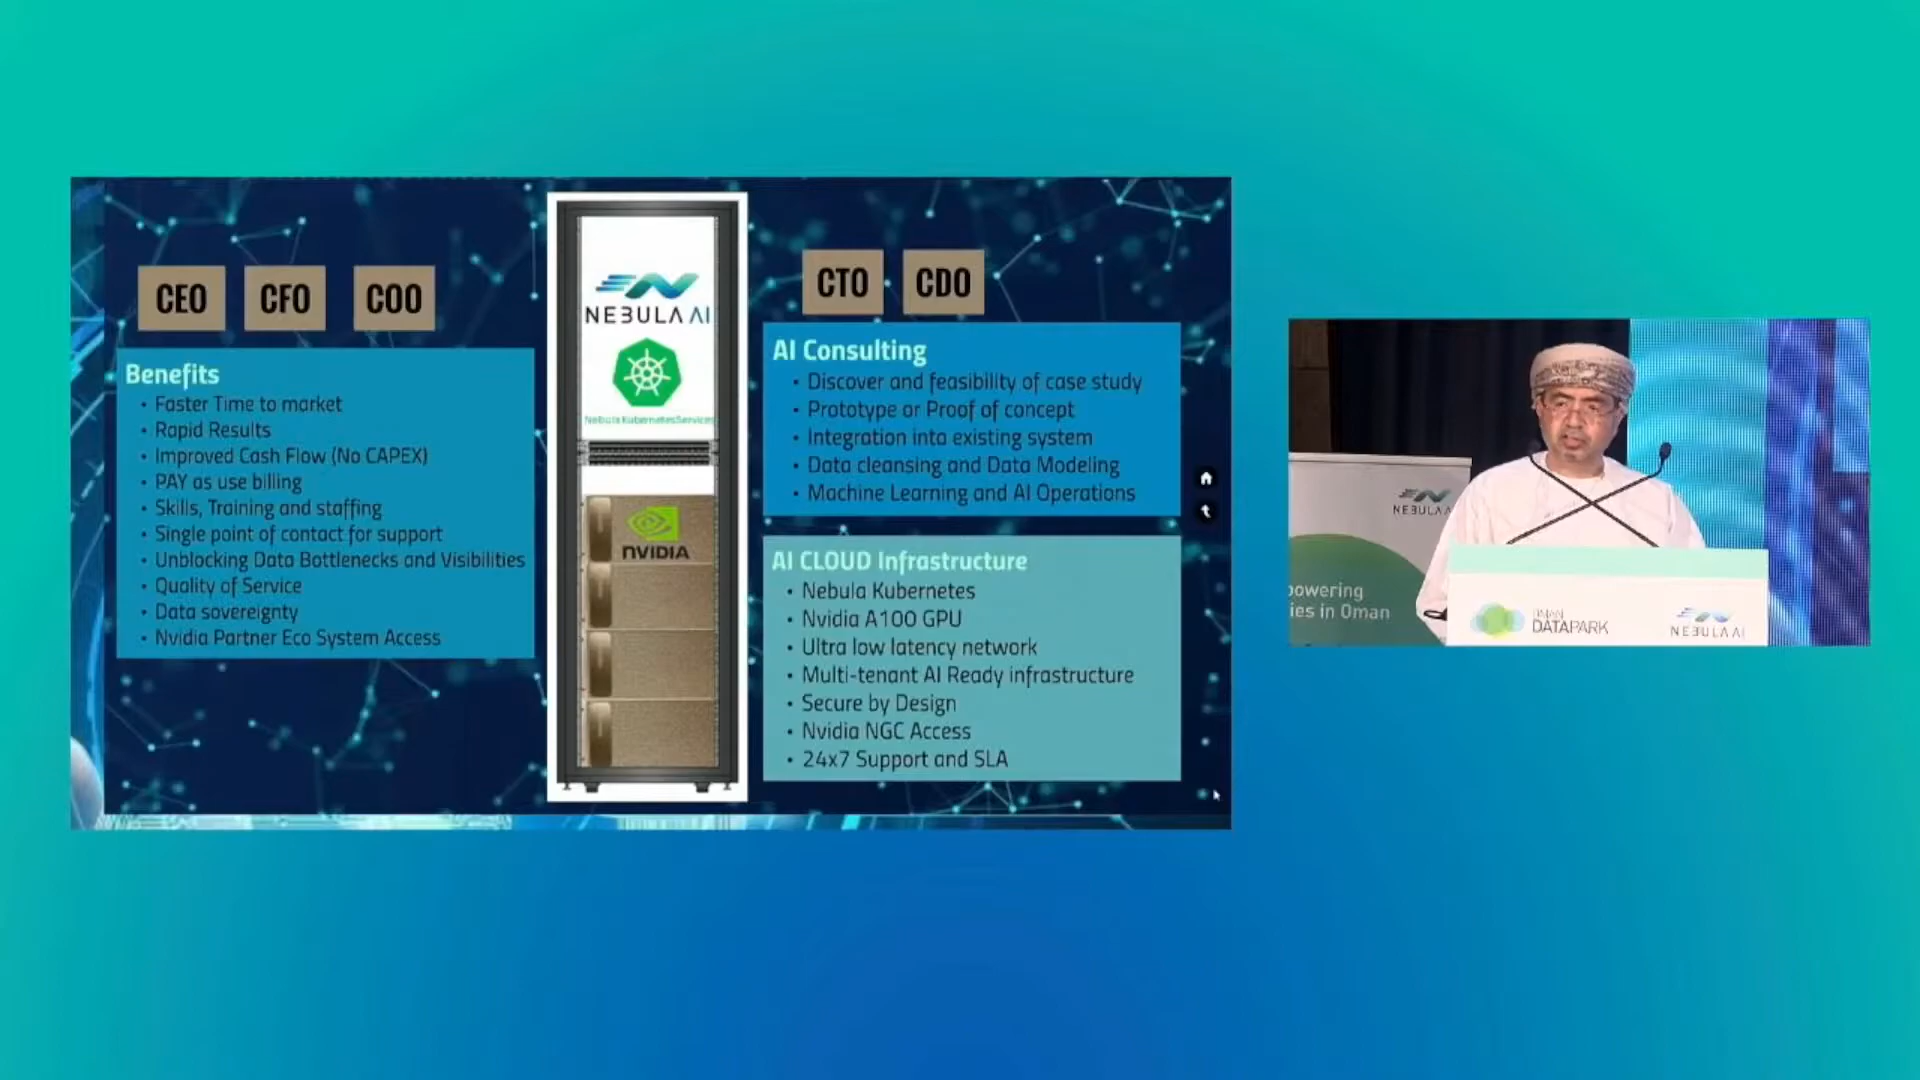 CEO
CFO
COO
Benefits
• Faster Time to market
• Rapid Results
• Improved Cash Flow (No CAPEX)
• PAY as use billing
• Skills, Training and staffing
• Single point of contact for support
• Unblocking Data Bottlenecks and Visibilities
• Quality of Service
• Data sovereignty
• Nvidia Partner Eco System Access
NEBULA AI
Nebula Kubernetes Services
NVIDIA
CTO
CDO
AI Consulting
• Discover and feasibility of case study
• Prototype or Proof of concept
• Integration into existing system
• Data cleansing and Data Modeling
• Machine Learning and AI Operations
AI CLOUD Infrastructure
• Nebula Kubernetes
• Nvidia A100 GPU
• Ultra low latency network
• Multi-tenant AI Ready infrastructure
• Secure by Design
• Nvidia NGC Access
• 24x7 Support and SLA
NEBULA A
powering
ies in Oman
OMAN
DATAPARK
NEBULA AI